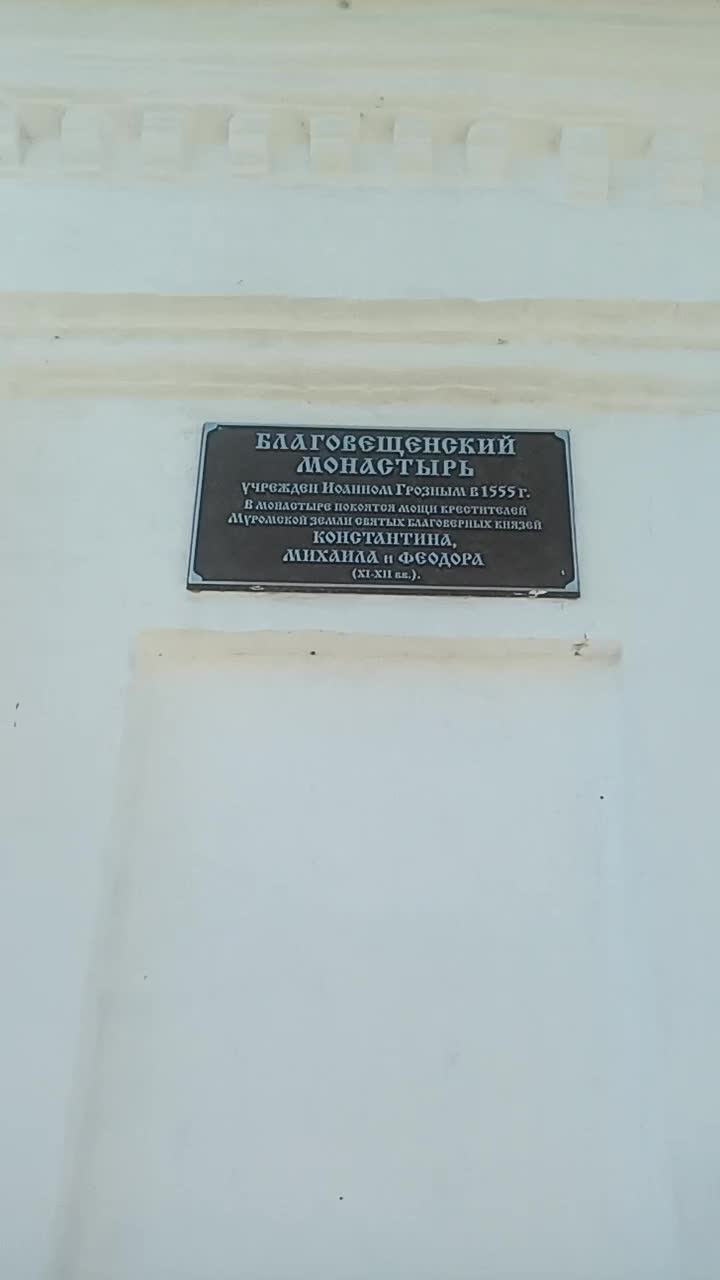 БЛАГОВЕЩЕНСКИЙ
МОНАСТЫРЬ
УЧРЕЖДЕН ИОАННОМ ГРОЗНЫМ В 1555 Г.
В МОНАСТЫРЕ ПОКОЯТСЯ МОЩИ КРЕСТИТЕЛЕЙ
МУРОМСКОЙ ЗЕМЛИ СВЯТЫХ БЛАГОВЕРНЫХ КНЯЗЕЙ
КОНСТАНТИНА,
МИХАИЛА И ФЕОДОРА
(XI-XII ВВ.).